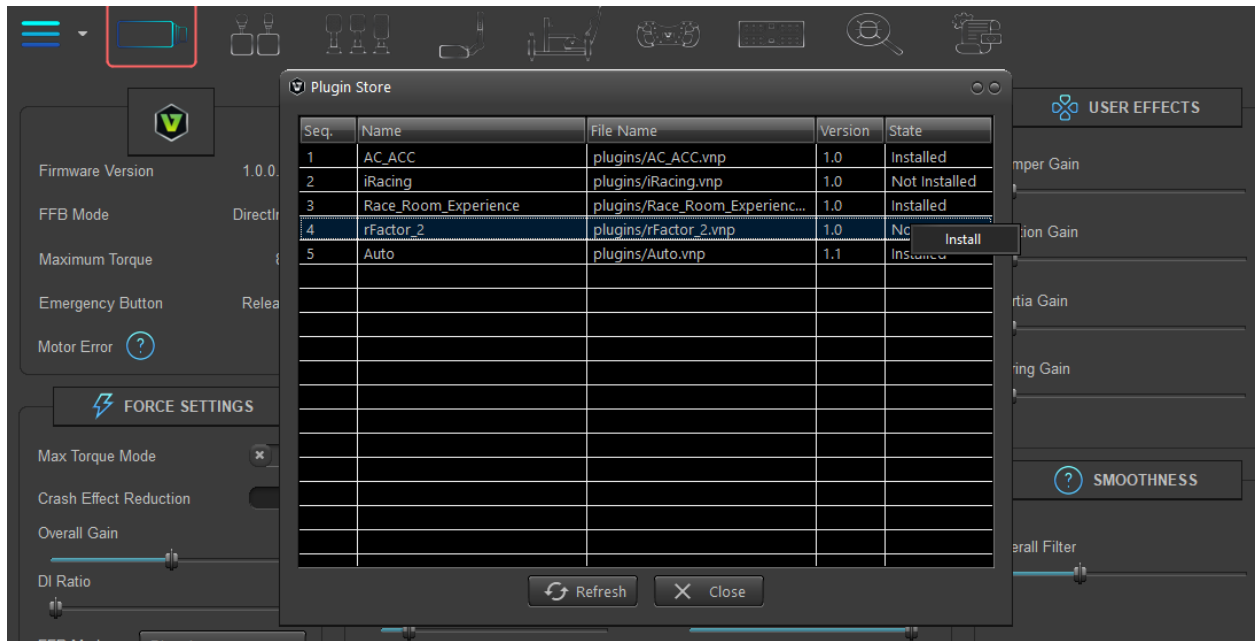 Plugin Store
Seq. Name File Name Version State
1 AC_ACC plugins/AC_ACC.vnp 1.0 Installed
2 iRacing plugins/iRacing.vnp 1.0 Not Installed
3 Race_Room_Experience plugins/Race_Room_Experienc... 1.0 Installed
4 rFactor_2 plugins/rFactor_2.vnp 1.0
Install
5 Auto plugins/Auto.vnp 1.1 Installed
Refresh Close
Firmware Version 1.0.0.
FFB Mode
Maximum Torque
Emergency Button
Motor Error ?
FORCE SETTINGS
Max Torque Mode
Crash Effect Reduction
Overall Gain
DI Ratio
USER EFFECTS
Gain
Gain
Gain
Gain
? SMOOTHNESS
Filter